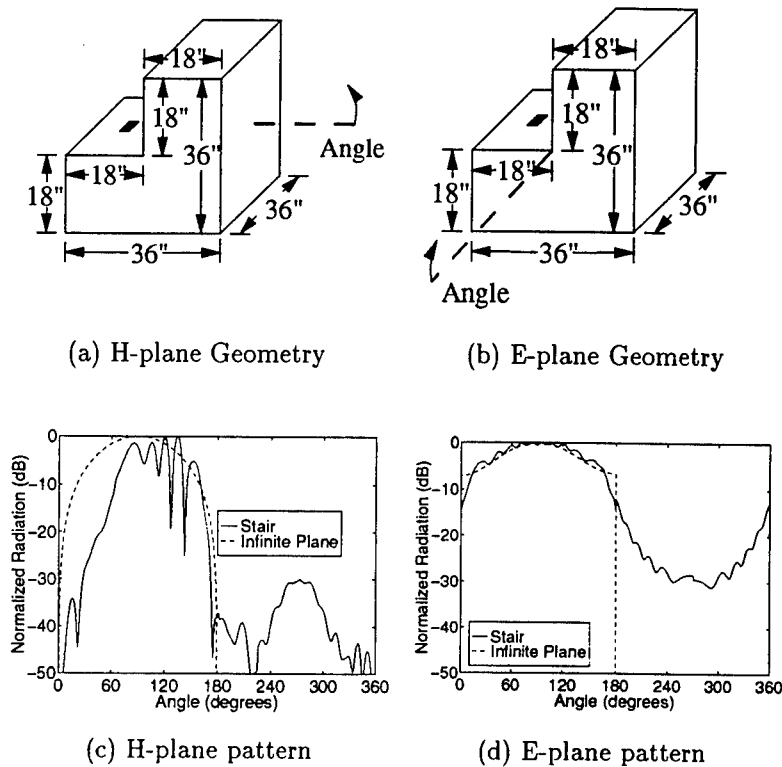 18"
18"
36"
18"
18"
36"
36"
Angle
(a) H-plane Geometry
18"
18"
36"
18"
18"
36"
36"
Angle
(b) E-plane Geometry
Normalized Radiation (dB)
0
-10
-20
-30
-40
-50
Stair
Infinite Plane
0 60 120 180 240 300 360
Angle (degrees)
(c) H-plane pattern
Normalized Radiation (dB)
0
-10
-20
-30
-40
-50
Stair
Infinite Plane
0 60 120 180 240 300 360
Angle (degrees)
(d) E-plane pattern